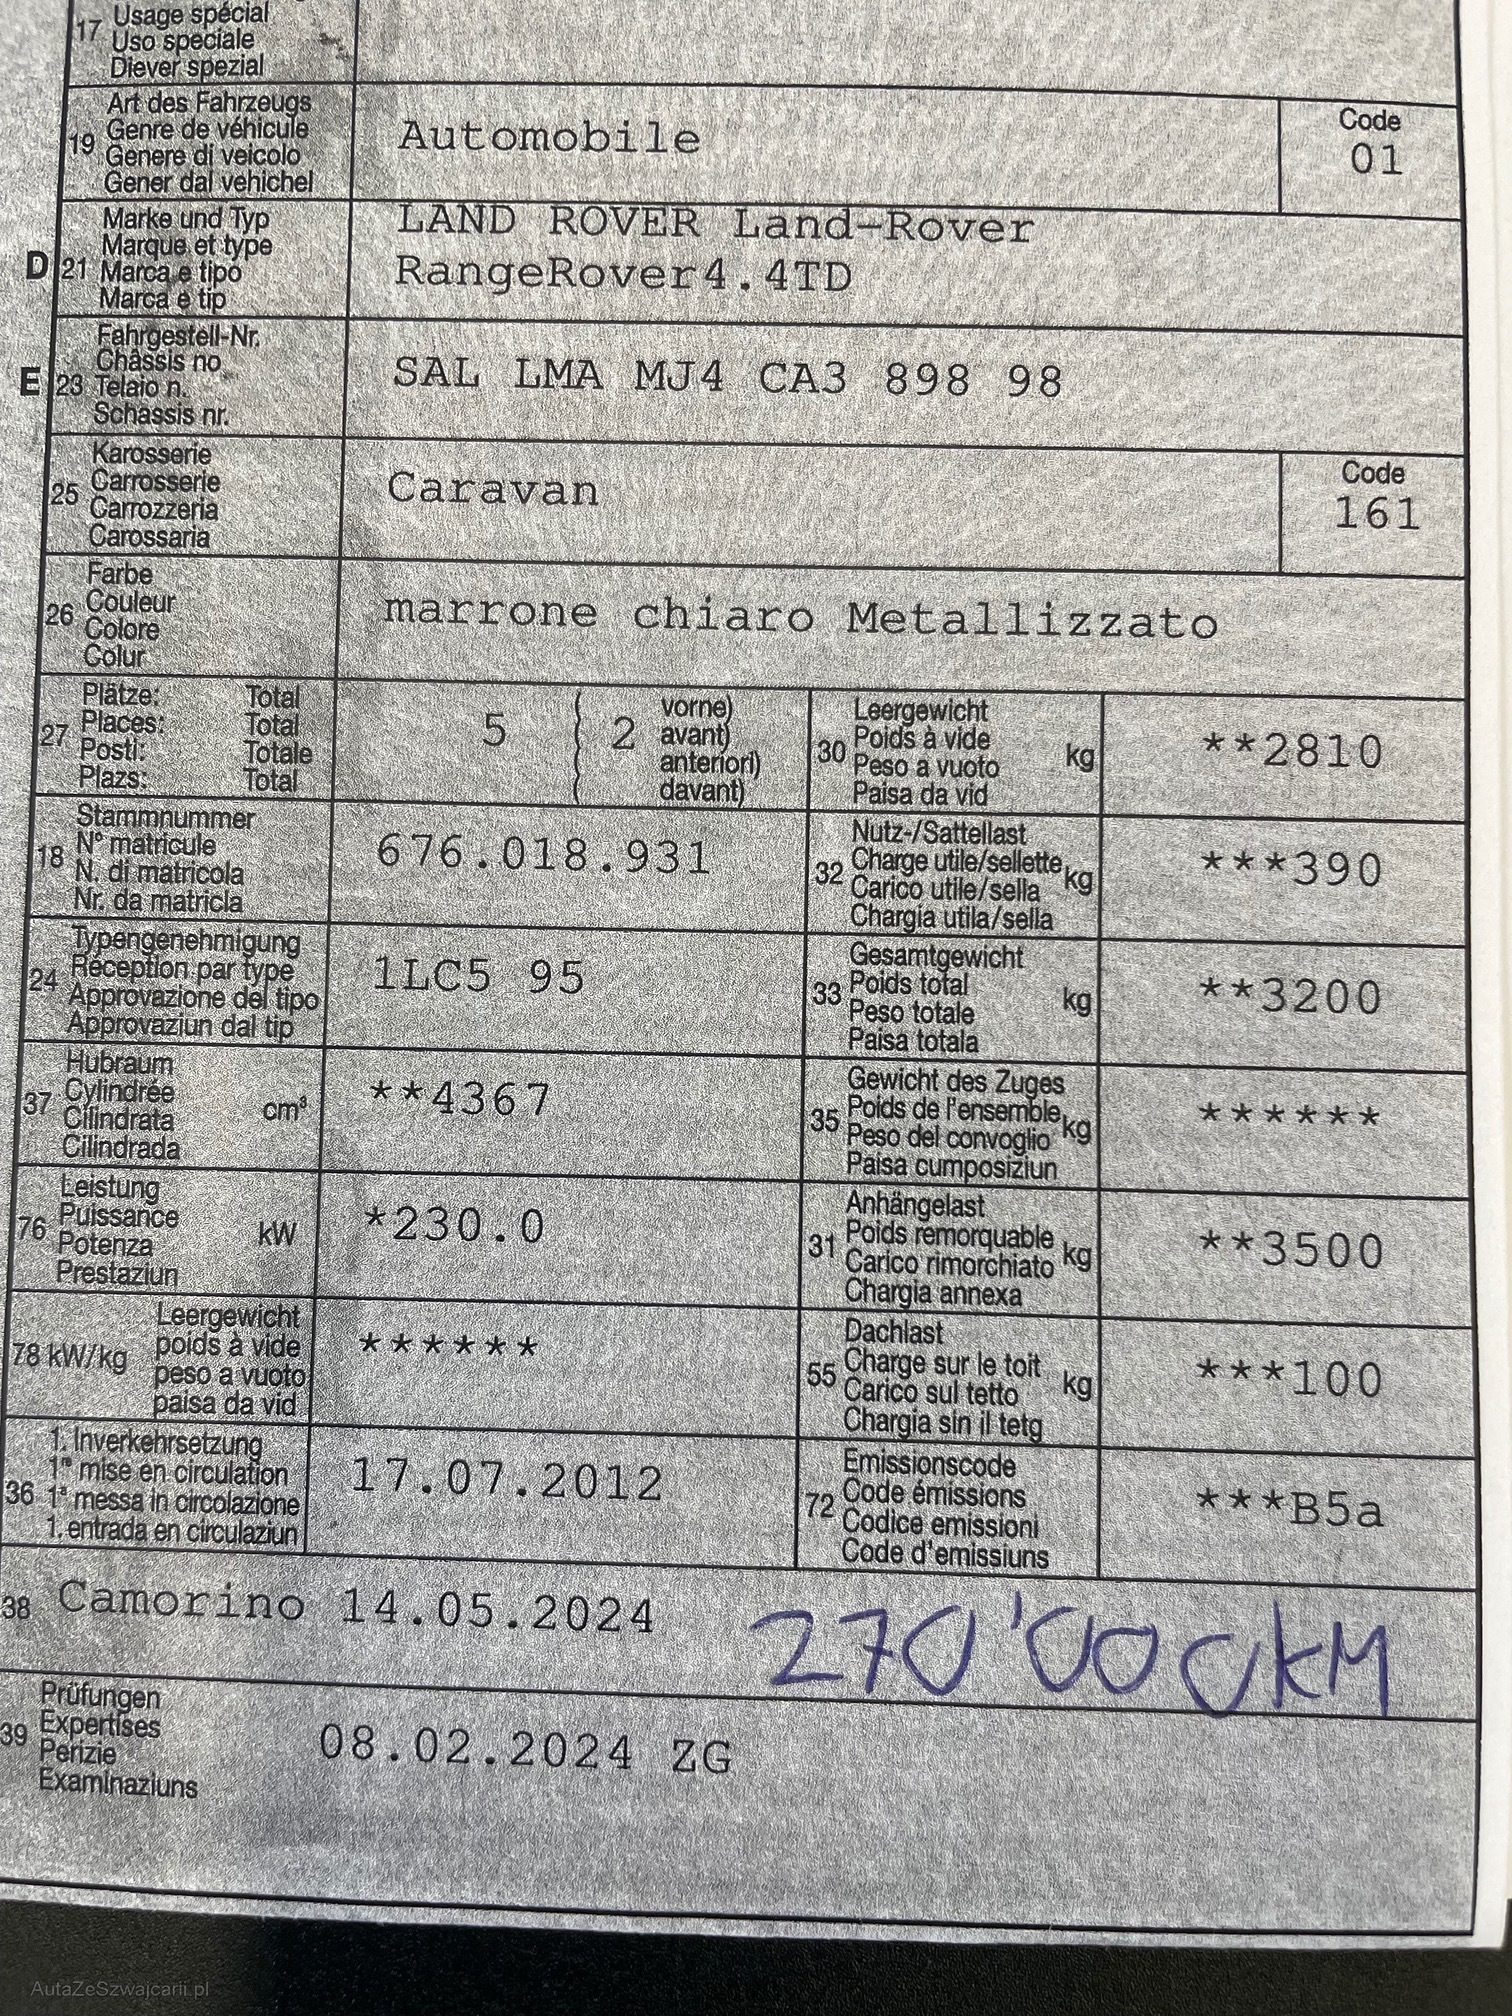 17 Usage spécial
Uso speciale
Diever spezial
19 Art des Fahrzeugs
Genre de véhicule
Genere di veicolo
Gener dal vehichel
Automobile
Code
01
D 21 Marke und Typ
Marque et type
Marca e tipo
Marca e tip
LAND ROVER Land-Rover
RangeRover4.4TD
E 23 Fahrgestell-Nr.
Châssis no
Telaio n.
Schassis nr.
SAL LMA MJ4 CA3 898 98
25 Karosserie
Carrosserie
Carrozzeria
Carossaria
Caravan
Code
161
26 Farbe
Couleur
Colore
Colur
marrone chiaro Metallizzato
27 Plätze: Total
Places: Total
Posti: Totale
Plazs: Total
5 2 vorne)
avant)
anteriori)
davant)
30 Leergewicht
Poids à vide
Peso a vuoto
Paisa da vid
kg **2810
18 Stammnummer
N° matricule
N. di matricola
Nr. da matricla
676.018.931
32 Nutz-/Sattellast
Charge utile/sellette
Carico utile/sella
Chargia utila/sella
kg ***390
24 Typengenehmigung
Réception par type
Approvazione del tipo
Approvaziun dal tip
1LC5 95
33 Gesamtgewicht
Poids total
Peso totale
Paisa totala
kg **3200
37 Hubraum
Cylindrée
Cilindrata
Cilindrada
cm³ **4367
35 Gewicht des Zuges
Poids de l'ensemble
Peso del convoglio
Paisa cumposiziun
kg ******
76 Leistung
Puissance
Potenza
Prestaziun
kW *230.0
31 Anhängelast
Poids remorquable
Carico rimorchiato
Chargia annexa
kg **3500
78 kW/kg Leergewicht
poids à vide
peso a vuoto
paisa da vid
******
55 Dachlast
Charge sur le toit
Carico sul tetto
Chargia sin il tetg
kg ***100
36 1. Inverkehrsetzung
1re mise en circulation
1a messa in circolazione
1. entrada en circulaziun
17.07.2012
72 Emissionscode
Code émissions
Codice emissioni
Code d'emissiuns
***B5a
38 Camorino 14.05.2024
270'000KM
39 Prüfungen
Expertises
Perizie
Examinaziuns
08.02.2024 ZG
AutaZeSzwajcarii.pl